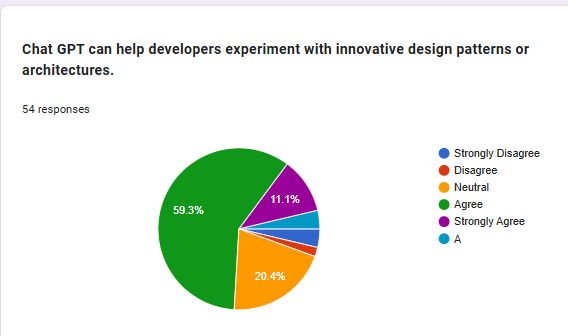 Chat GPT can help developers experiment with innovative design patterns or
architectures.
54 responses
Strongly Disagree
Disagree
Neutral
Agree
Strongly Agree
A
59.3%
11.1%
20.4%